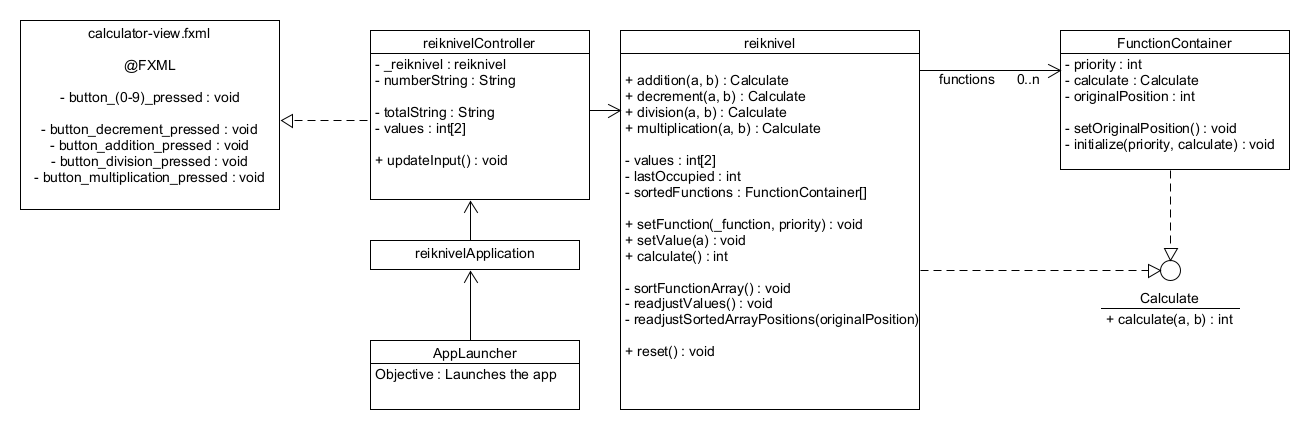 calculator-view.fxml
@FXML
- button_(0-9)_pressed : void
- button_decrement_pressed : void
- button_addition_pressed : void
- button_division_pressed : void
- button_multiplication_pressed : void
reiknivelController
- _reiknivel : reiknivel
- numberString : String
- totalString : String
- values : int[2]
+ updateInput() : void
reiknivelApplication
AppLauncher
Objective : Launches the app
reiknivel
+ addition(a, b) : Calculate
+ decrement(a, b) : Calculate
+ division(a, b) : Calculate
+ multiplication(a, b) : Calculate
- values : int[2]
- lastOccupied : int
- sortedFunctions : FunctionContainer[]
+ setFunction(_function, priority) : void
+ setValue(a) : void
+ calculate() : int
- sortFunctionArray() : void
- readjustValues() : void
- readjustSortedArrayPositions(originalPosition)
+ reset() : void
functions 0..n
FunctionContainer
- priority : int
- calculate : Calculate
- originalPosition : int
- setOriginalPosition() : void
- initialize(priority, calculate) : void
Calculate
+ calculate(a, b) : int